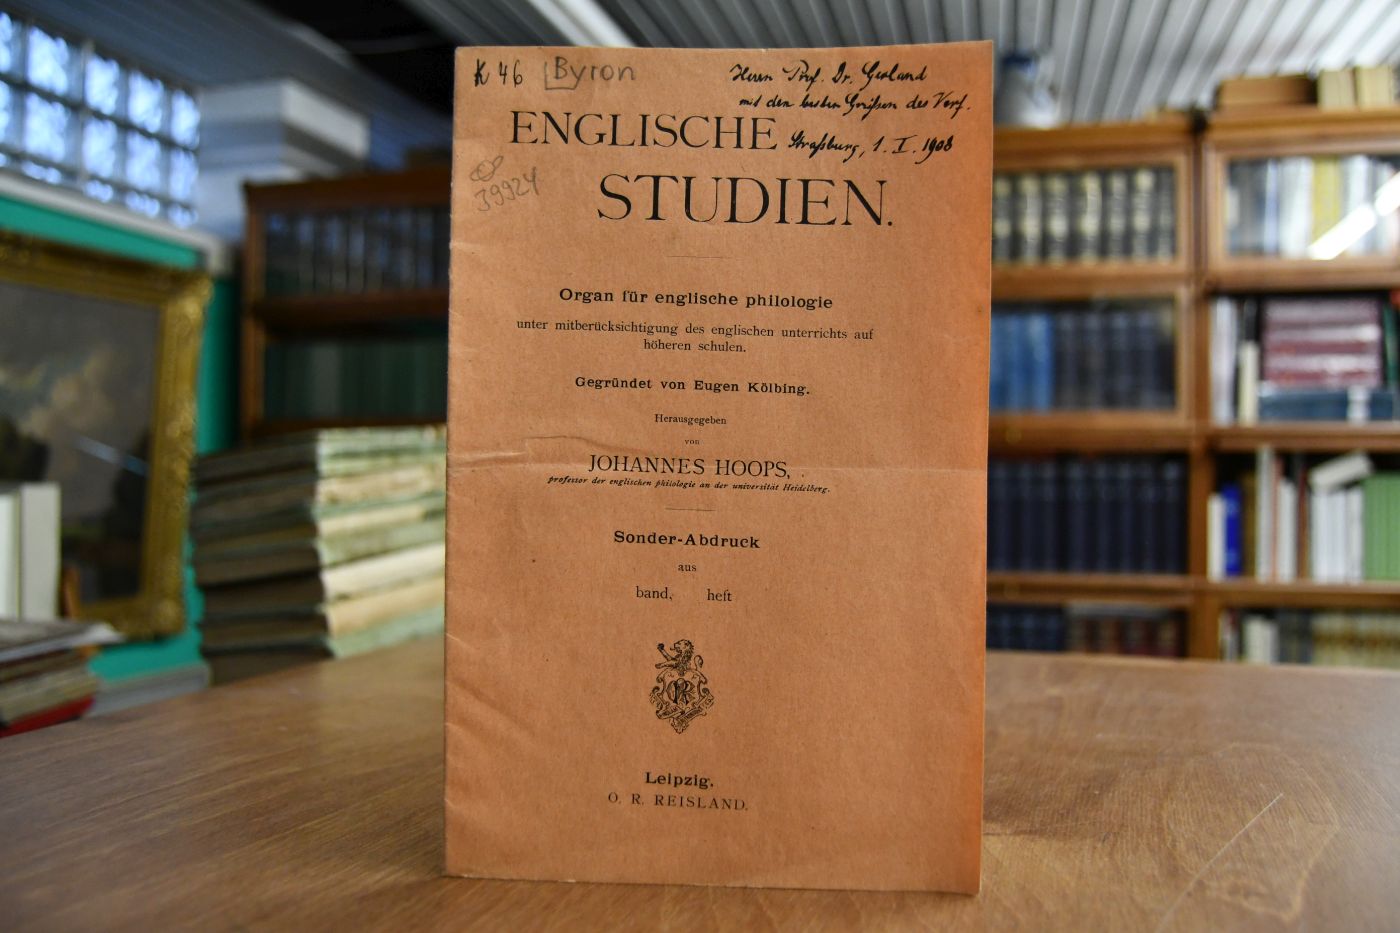 K 46 Byron
Herrn Prof. Dr. Gerland
mit den besten Grüßen des Verf.
Straßburg, 1. I. 1908
39924
ENGLISCHE
STUDIEN.
Organ für englische philologie
unter mitberücksichtigung des englischen unterrichts auf
höheren schulen.
Gegründet von Eugen Kölbing.
Herausgegeben
von
JOHANNES HOOPS,
professor der englischen philologie an der universität Heidelberg.
Sonder-Abdruck
aus
band, heft
Leipzig,
O. R. REISLAND.